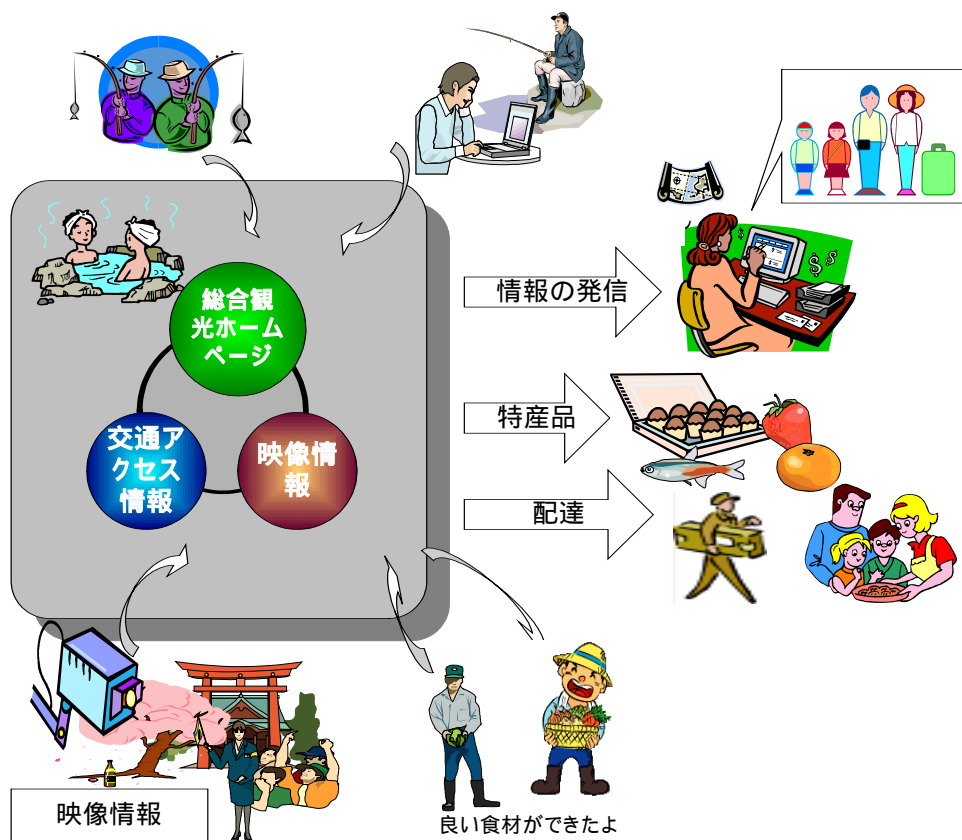 総合観
光ホーム
ページ
交通ア
クセス
情報
映像情
報
情報の発信
特産品
配達
映像情報
良い食材ができたよ